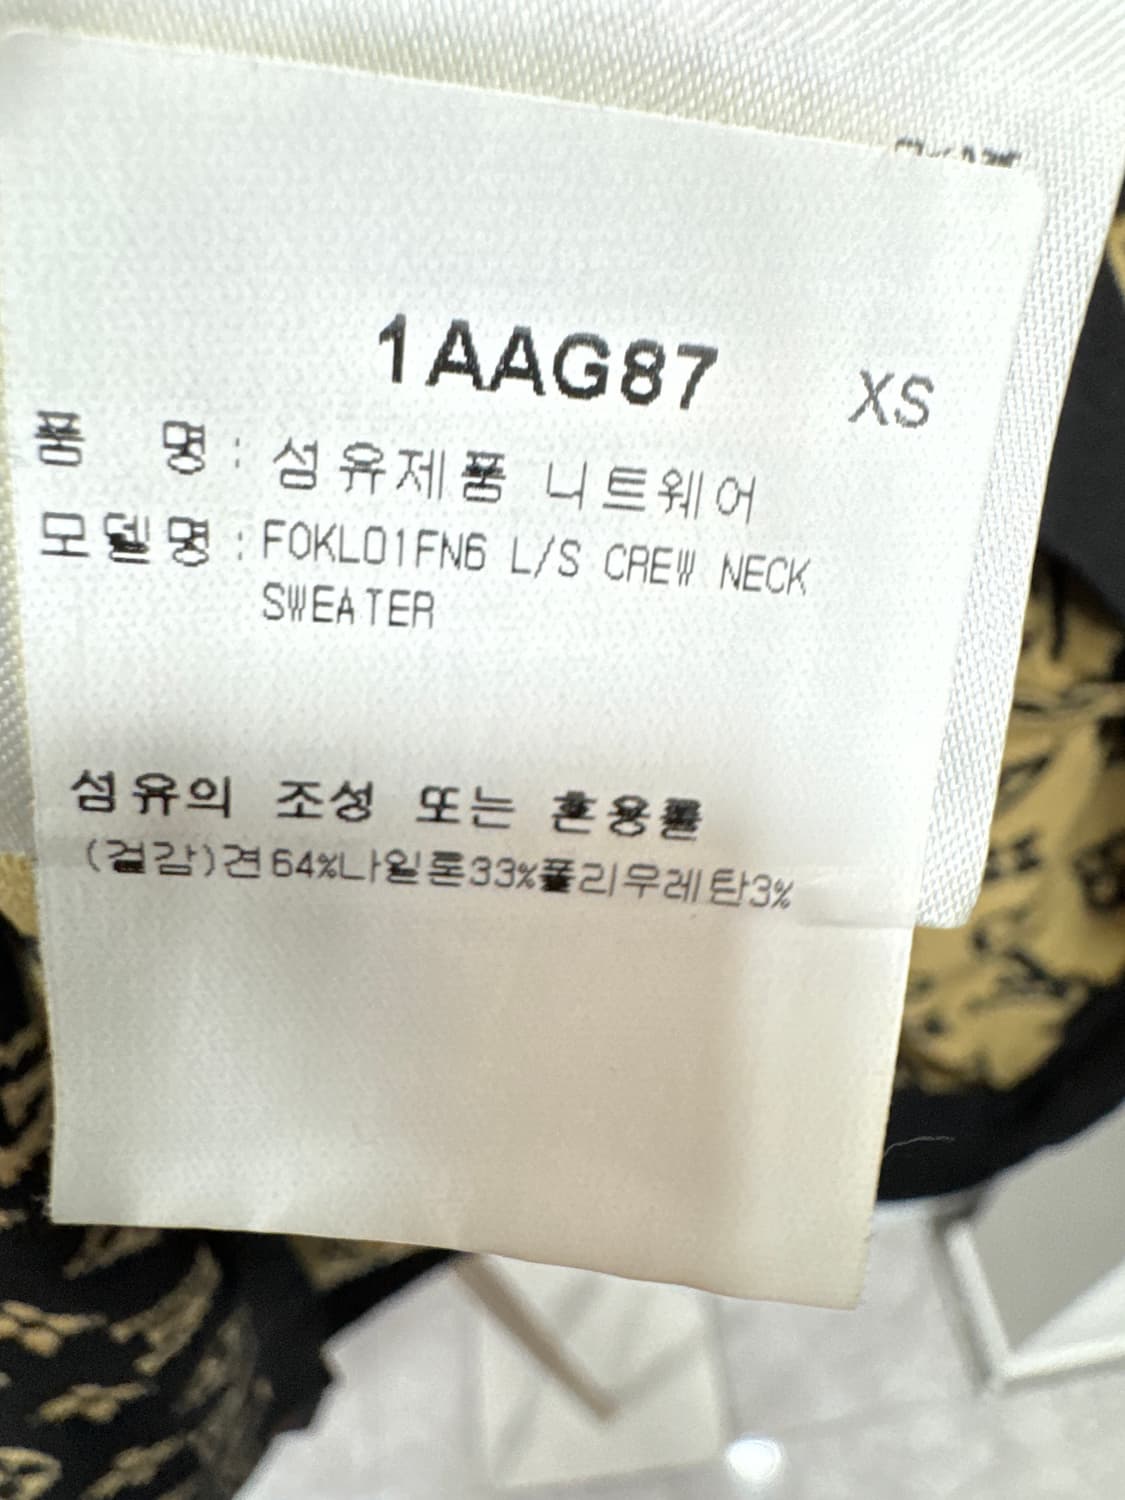 1AAG87 XS
품 명 : 섬유제품 니트웨어
모델명 : FOKL01FN6 L/S CREW NECK
SWEATER
섬유의 조성 또는 혼용률
(겉감)견64%나일론33%폴리우레탄3%